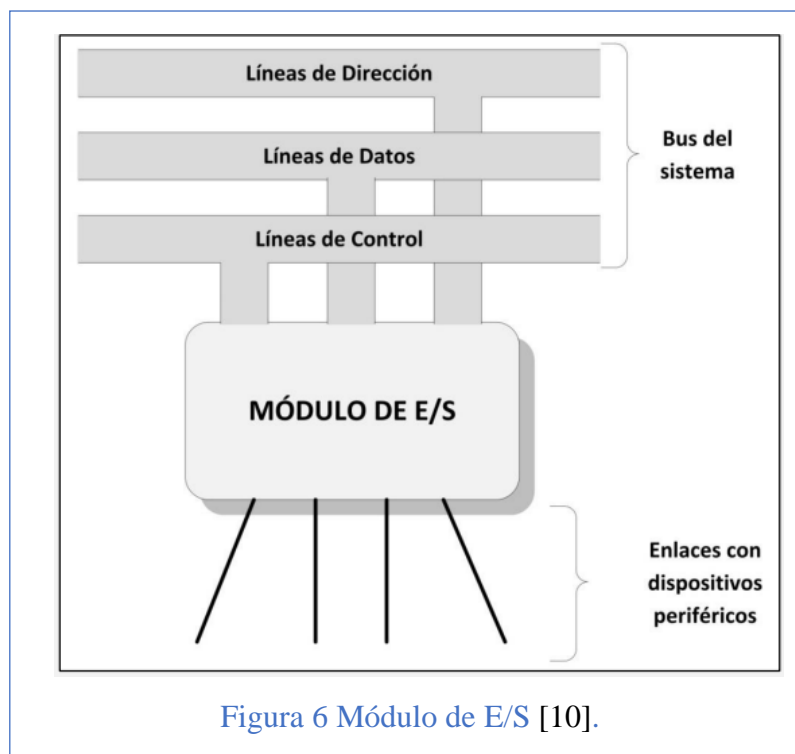 Líneas de Dirección
Líneas de Datos
Líneas de Control
Bus del
sistema
MÓDULO DE E/S
Enlaces con
dispositivos
periféricos
Figura 6 Módulo de E/S [10].